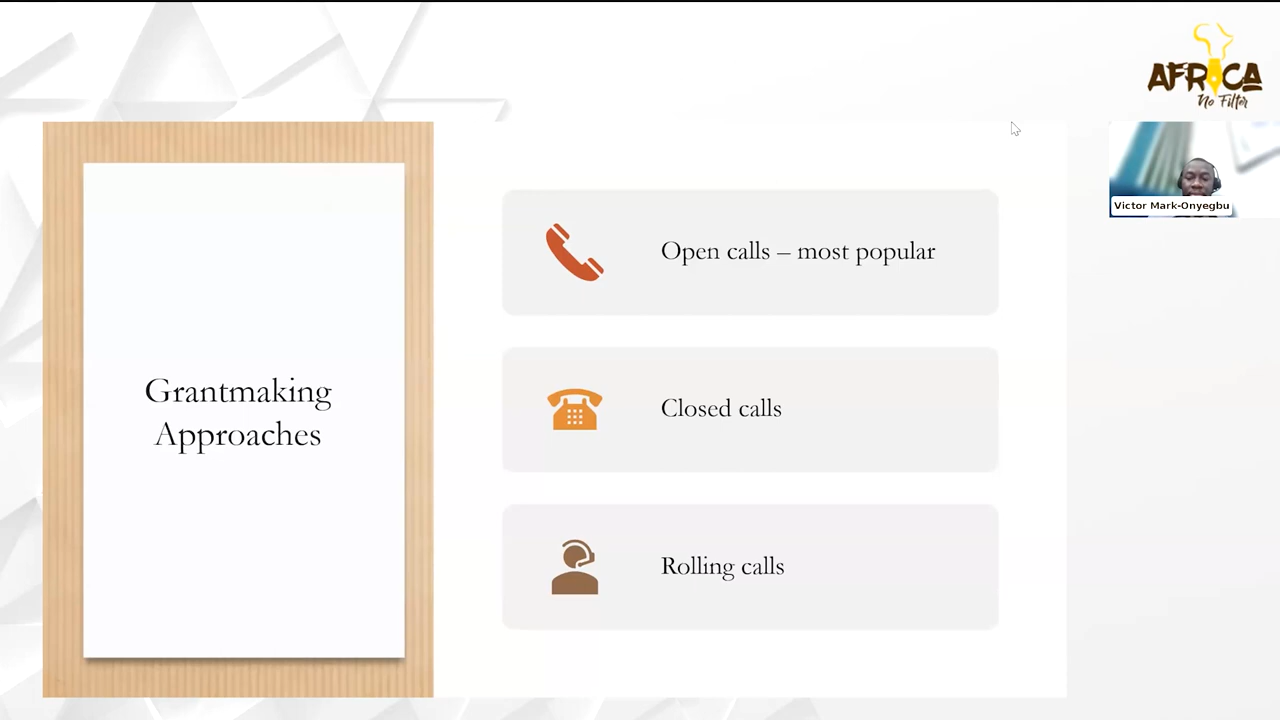 AFRICA
No Filter
Victor Mark-Onyegbu
Grantmaking
Approaches
Open calls – most popular
Closed calls
Rolling calls